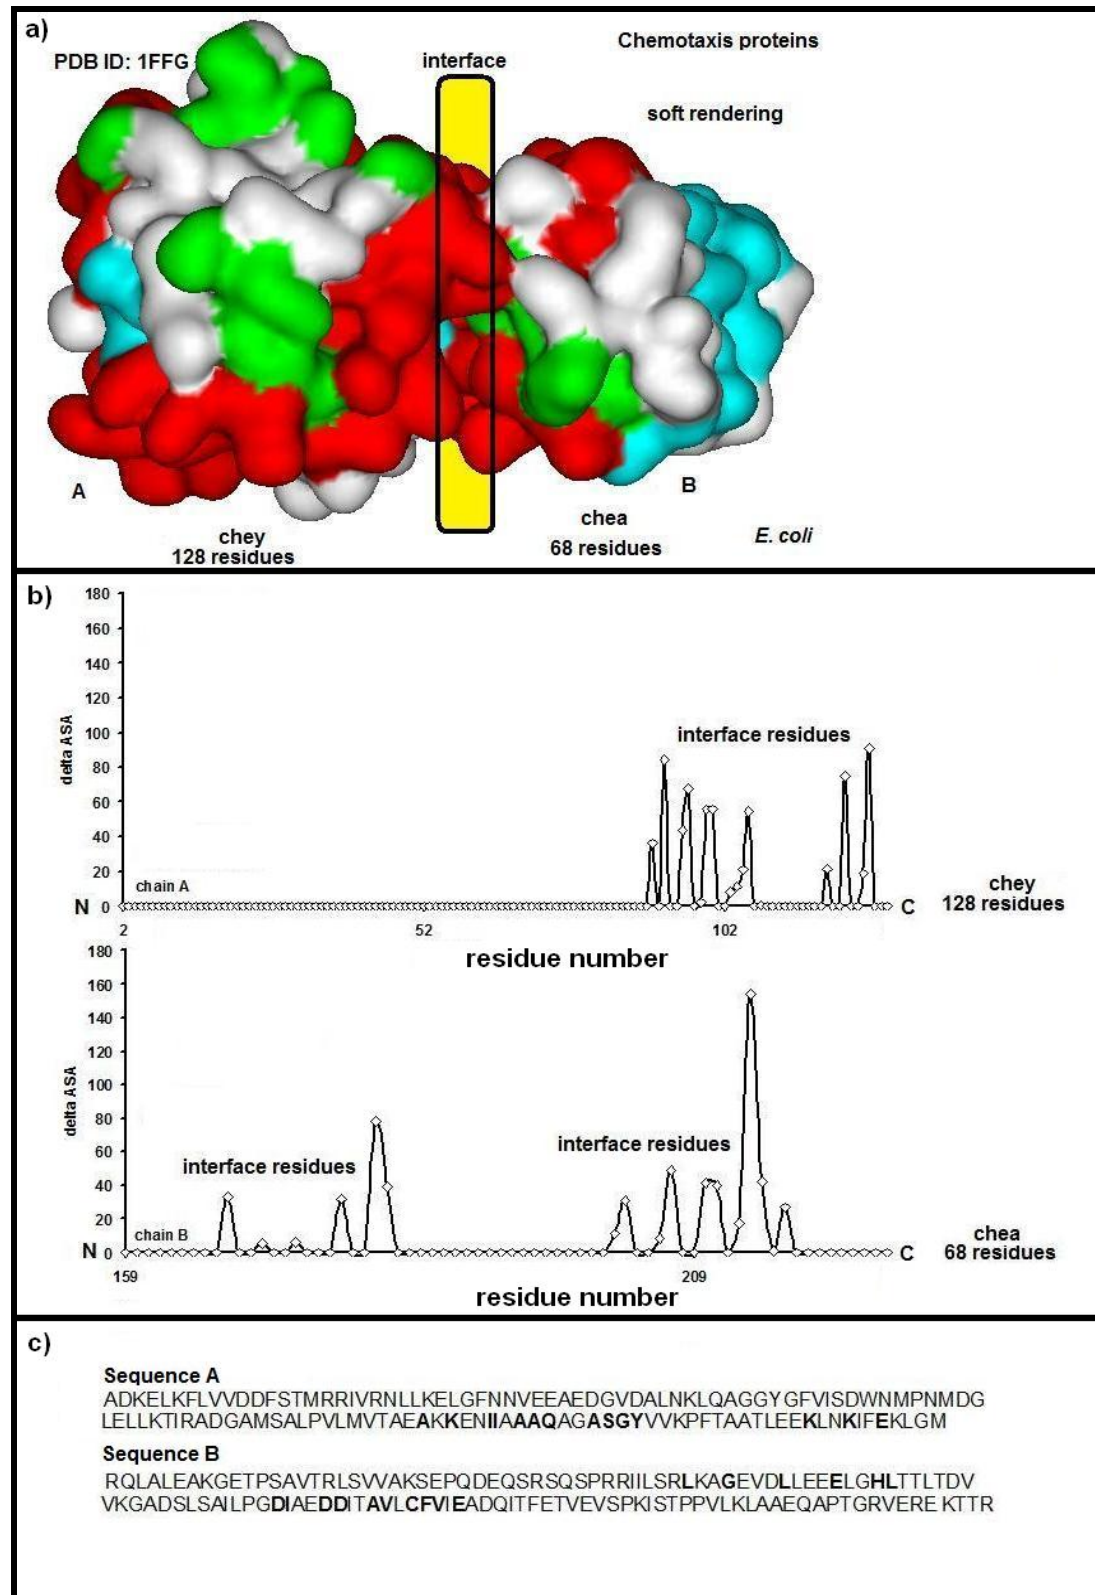 a)
PDB ID: 1FFG
interface
Chemotaxis proteins
soft rendering
A
B
chey
128 residues
chea
68 residues
E. coli
b)
180
160
140
120
100
80
60
40
20
0
delta ASA
interface residues
chain A
N
C
chey
128 residues
2
52
102
residue number
180
160
140
120
100
80
60
40
20
0
delta ASA
interface residues
interface residues
chain B
N
C
chea
68 residues
159
209
residue number
c)
Sequence A
ADKELKFLVVDDFSTMRRIVRNLLKELGFNNVEEAEDGVDALNKLQAGGYGFVISDWNMPNMDG
LELLKTIRADGAMSALPVLMVTAEAKKENIIAAAQAGASGYVVKPFTAATLEEKLNKIFEKLGM
Sequence B
RQLALEAKGETPSAVTRLSVVAKSEPQDEQSRSQSPRRIILSRLKAGEVDLLEEELGHLTTLTDV
VKGADSLSAILPGDIAEDDITAVLCFVIEADQITFETVEVSPKISTPPVLKLAAEQAPTGRVERE KTTR